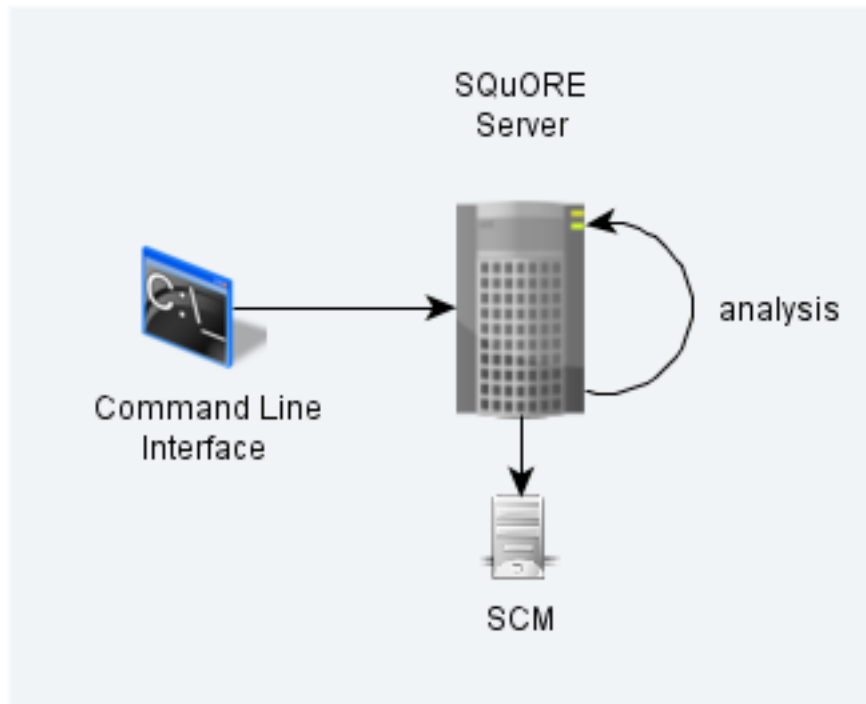 SQuORE
Server
C:\_
analysis
Command Line
Interface
SCM